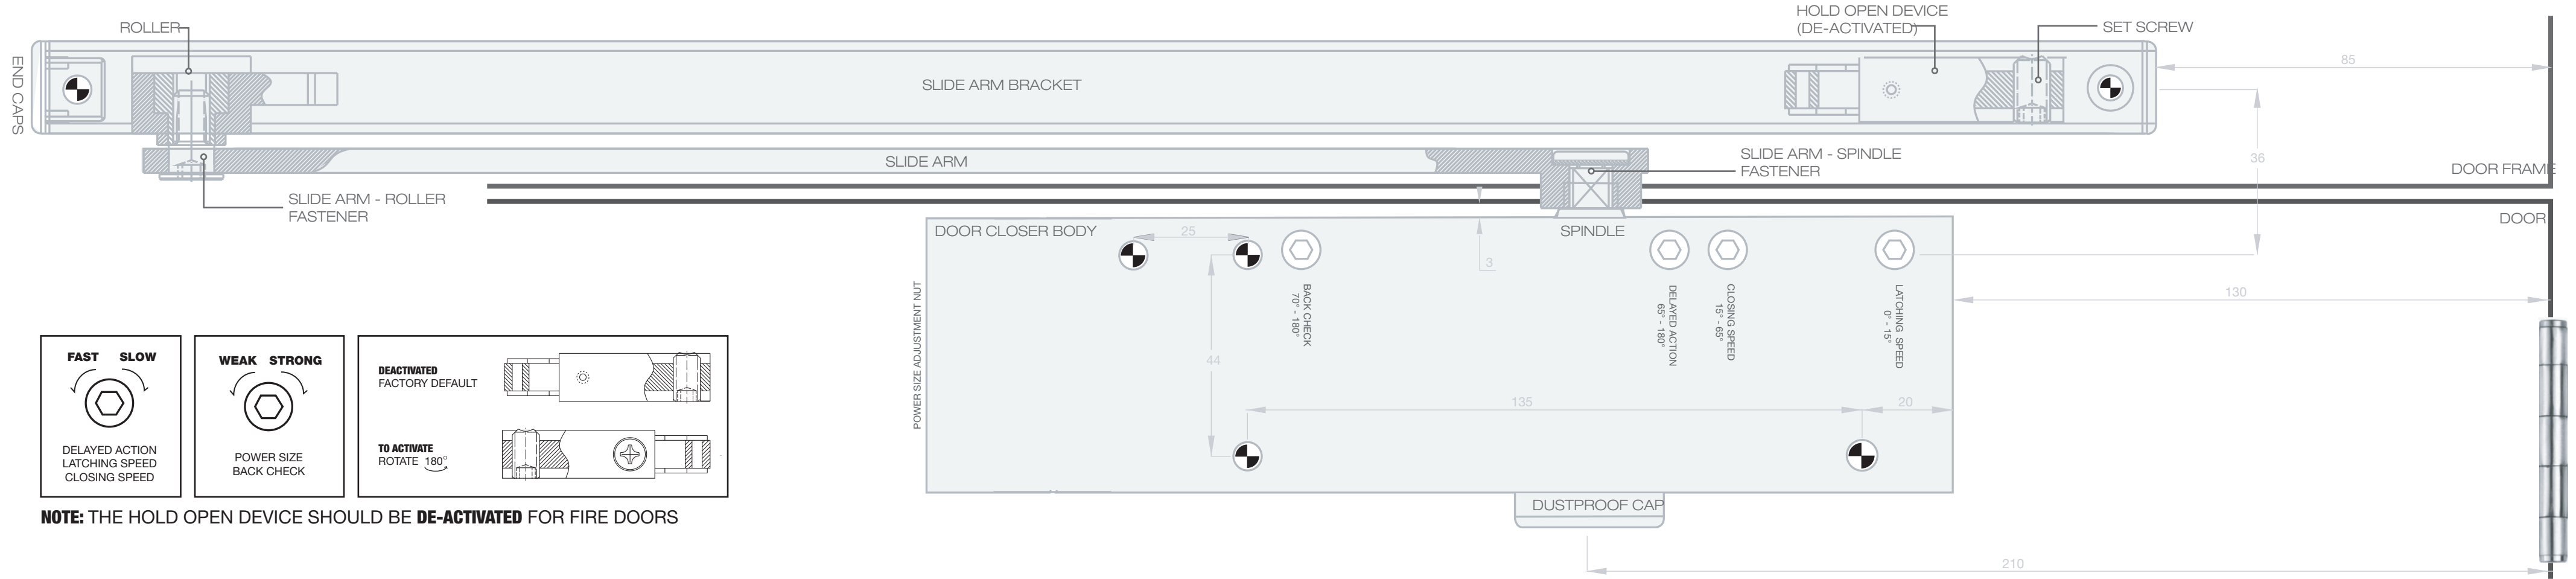 ROLLER
HOLD OPEN DEVICE
(DE-ACTIVATED)
SET SCREW
END CAPS
SLIDE ARM BRACKET
85
36
SLIDE ARM
SLIDE ARM - SPINDLE
FASTENER
DOOR FRAME
SLIDE ARM - ROLLER
FASTENER
DOOR
DOOR CLOSER BODY
25
SPINDLE
3
POWER SIZE ADJUSTMENT NUT
BACK CHECK
70° - 180°
DELAYED ACTION
65° - 180°
CLOSING SPEED
15° - 65°
LATCHING SPEED
0° - 15°
130
44
135
20
DUSTPROOF CAP
210
FAST SLOW
DELAYED ACTION
LATCHING SPEED
CLOSING SPEED
WEAK STRONG
POWER SIZE
BACK CHECK
DEACTIVATED
FACTORY DEFAULT
TO ACTIVATE
ROTATE 180°
NOTE: THE HOLD OPEN DEVICE SHOULD BE DE-ACTIVATED FOR FIRE DOORS